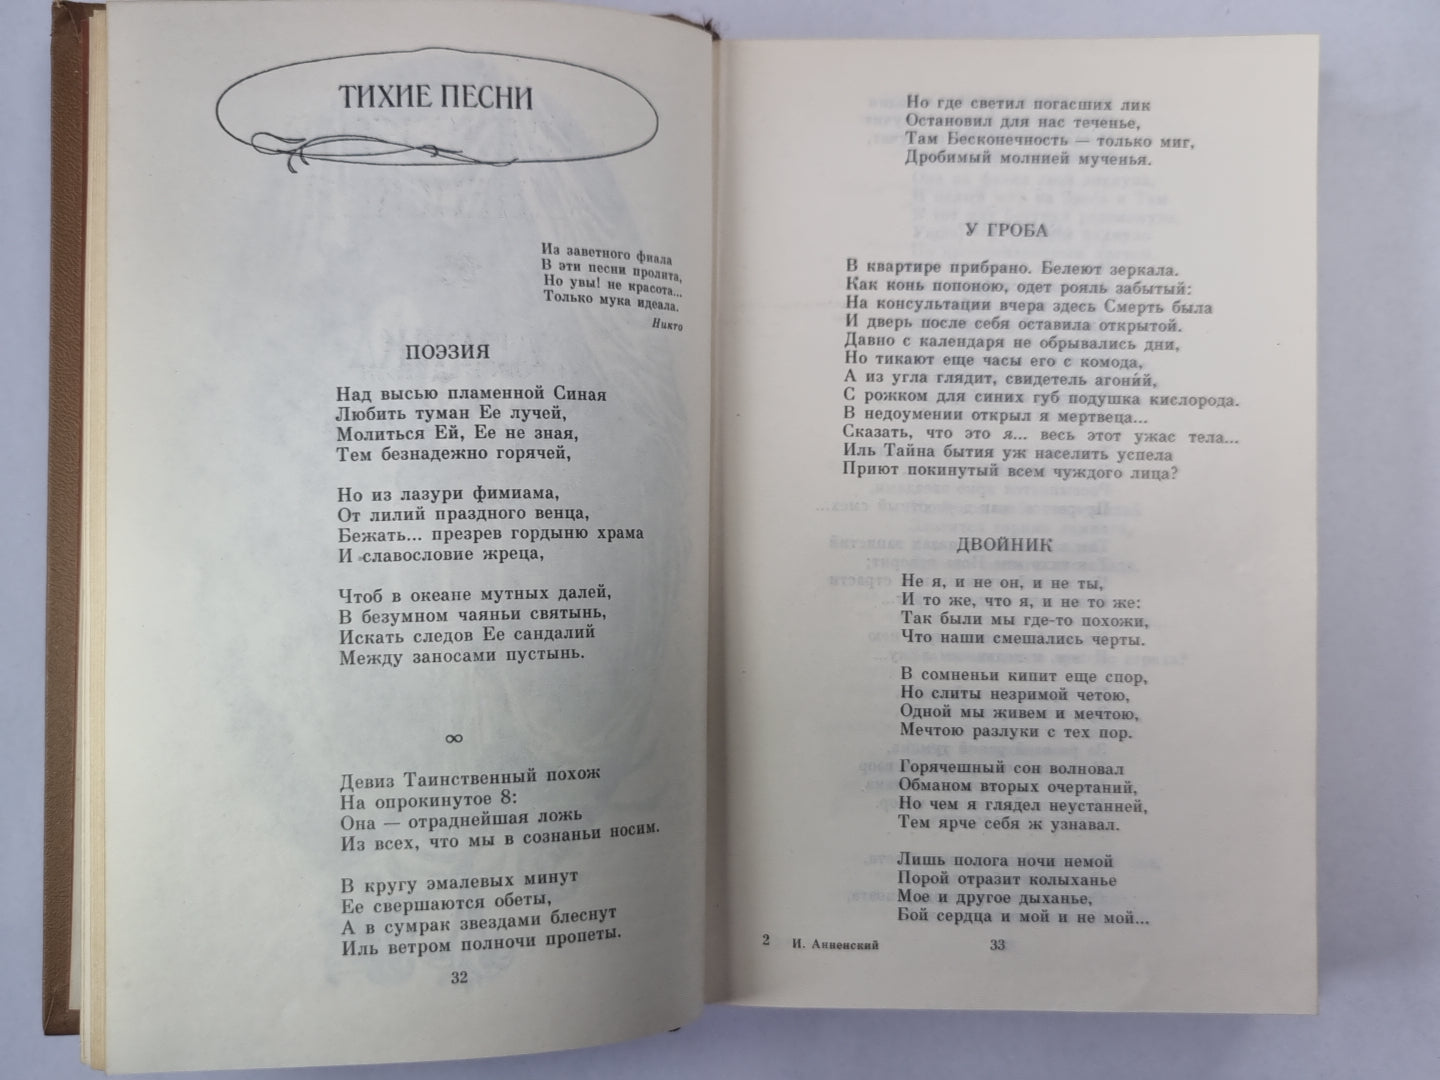 ТИХИЕ ПЕСНИ
Из заветного фиала
В эти песни пролита,
Но увы! не красота...
Только мука идеала.
Никто
ПОЭЗИЯ
Над высью пламенной Синая
Любить туман Ее лучей,
Молиться Ей, Ее не зная,
Тем безнадежно горячей,
Но из лазури фимиама,
От лилий праздного венца,
Бежать... презрев гордыню храма
И славословие жреца,
Чтоб в океане мутных далей,
В безумном чаяньи святынь,
Искать следов Ее сандалий
Между заносами пустынь.
∞
Девиз Таинственный похож
На опрокинутое 8:
Она — отраднейшая ложь
Из всех, что мы в сознаньи носим.
В кругу эмалевых минут
Ее свершаются обеты,
А в сумрак звездами блеснут
Иль ветром полночи пропеты.
32
Но где светил погасших лик
Остановил для нас теченье,
Там Бесконечность — только миг,
Дробимый молнией мученья.
У ГРОБА
В квартире прибрано. Белеют зеркала.
Как конь попоною, одет рояль забытый:
На консультации вчера здесь Смерть была
И дверь после себя оставила открытой.
Давно с календаря не обрывались дни,
Но тикают еще часы его с комода,
А из угла глядит, свидетель агоний,
С рожком для синих губ подушка кислорода.
В недоумении открыл я мертвеца...
Сказать, что это я... весь этот ужас тела...
Иль Тайна бытия уж населить успела
Приют покинутый всем чуждого лица?
ДВОЙНИК
Не я, и не он, и не ты,
И то же, что я, и не то же:
Так были мы где-то похожи,
Что наши смешались черты.
В сомненьи кипит еще спор,
Но слиты незримой четою,
Одной мы живем и мечтою,
Мечтою разлуки с тех пор.
Горячешный сон волновал
Обманом вторых очертаний,
Но чем я глядел неустанней,
Тем ярче себя ж узнавал.
Лишь полога ночи немой
Порой отразит колыханье
Мое и другое дыханье,
Бой сердца и мой и не мой...
2 И. Анненский 33